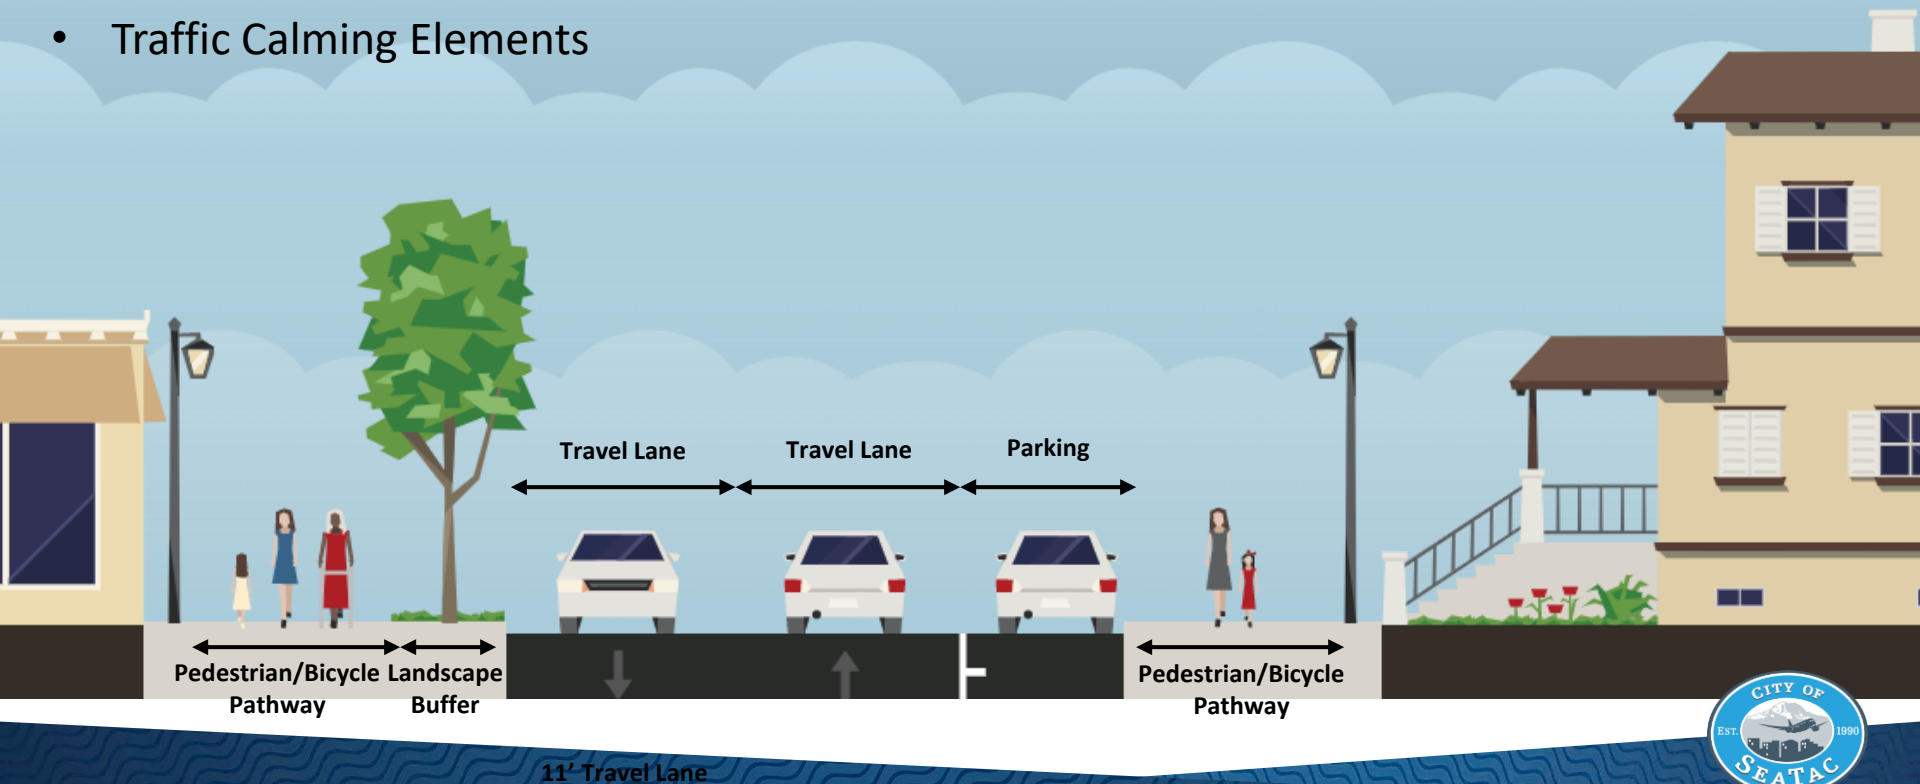 • Traffic Calming Elements
Travel Lane
Travel Lane
Parking
Pedestrian/Bicycle
Pathway
Landscape
Buffer
Pedestrian/Bicycle
Pathway
11’ Travel Lane
CITY OF
EST. 1990
SEATAC